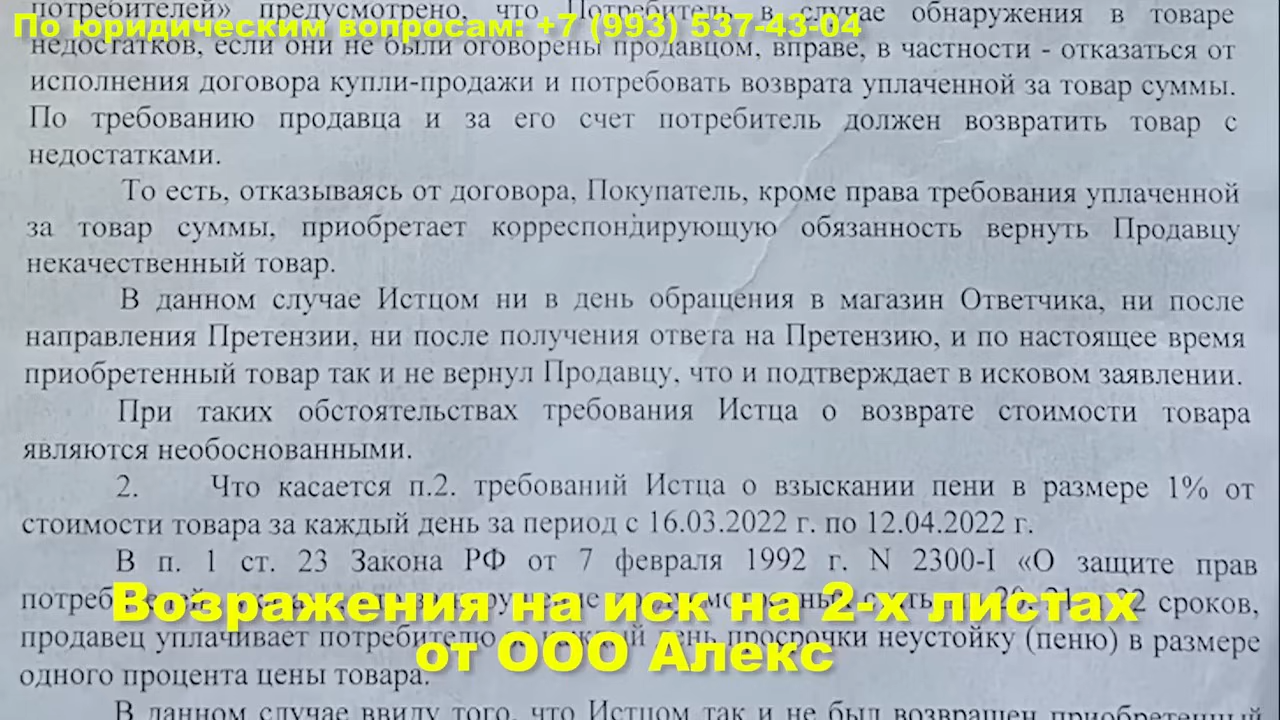 потребителей» предусмотрено, что Потребитель в случае обнаружения в товаре
По юридическим вопросам: +7 (993) 537-43-04
недостатков, если они не были оговорены продавцом, вправе, в частности - отказаться от
исполнения договора купли-продажи и потребовать возврата уплаченной за товар суммы.
По требованию продавца и за его счет потребитель должен возвратить товар с
недостатками.
То есть, отказываясь от договора, Покупатель, кроме права требования уплаченной
за товар суммы, приобретает корреспондирующую обязанность вернуть Продавцу
некачественный товар.
В данном случае Истцом ни в день обращения в магазин Ответчика, ни после
направления Претензии, ни после получения ответа на Претензию, и по настоящее время
приобретенный товар так и не вернул Продавцу, что и подтверждает в исковом заявлении.
При таких обстоятельствах требования Истца о возврате стоимости товара
являются необоснованными.
2. Что касается п.2. требований Истца о взыскании пени в размере 1% от
стоимости товара за каждый день за период с 16.03.2022 г. по 12.04.2022 г.
В п. 1 ст. 23 Закона РФ от 7 февраля 1992 г. N 2300-I «О защите прав
сроков,
Возражения на иск на 2-х листах
продавец уплачивает потребителю день просрочки неустойку (пеню) в размере
от ООО Алекс
одного процента цены товара.
В данном случае ввиду того, что Истцом так и не был возвращен приобретенный